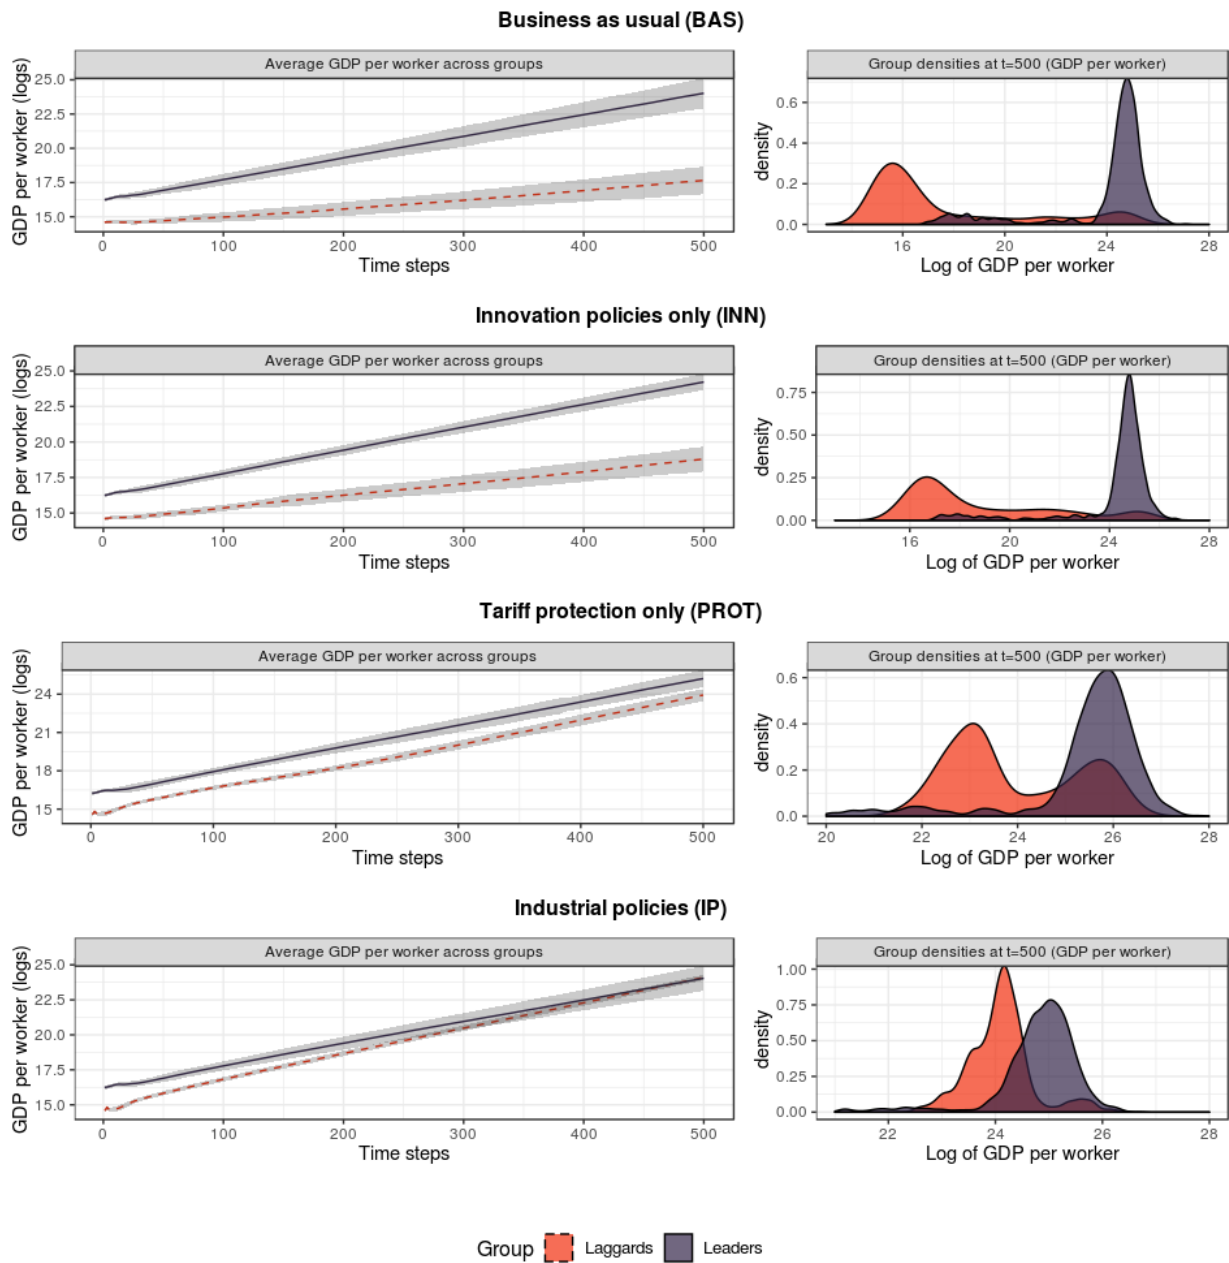 Business as usual (BAS)
Average GDP per worker across groups
Group densities at t=500 (GDP per worker)
GDP per worker (logs)
25.0
22.5
20.0
17.5
15.0
0 100 200 300 400 500
Time steps
density
0.6
0.4
0.2
0.0
16 20 24 28
Log of GDP per worker
Innovation policies only (INN)
Average GDP per worker across groups
Group densities at t=500 (GDP per worker)
GDP per worker (logs)
25.0
22.5
20.0
17.5
15.0
0 100 200 300 400 500
Time steps
density
0.75
0.50
0.25
0.00
16 20 24 28
Log of GDP per worker
Tariff protection only (PROT)
Average GDP per worker across groups
Group densities at t=500 (GDP per worker)
GDP per worker (logs)
24
21
18
15
0 100 200 300 400 500
Time steps
density
0.6
0.4
0.2
0.0
20 22 24 26 28
Log of GDP per worker
Industrial policies (IP)
Average GDP per worker across groups
Group densities at t=500 (GDP per worker)
GDP per worker (logs)
25.0
22.5
20.0
17.5
15.0
0 100 200 300 400 500
Time steps
density
1.00
0.75
0.50
0.25
0.00
22 24 26 28
Log of GDP per worker
Group Laggards Leaders